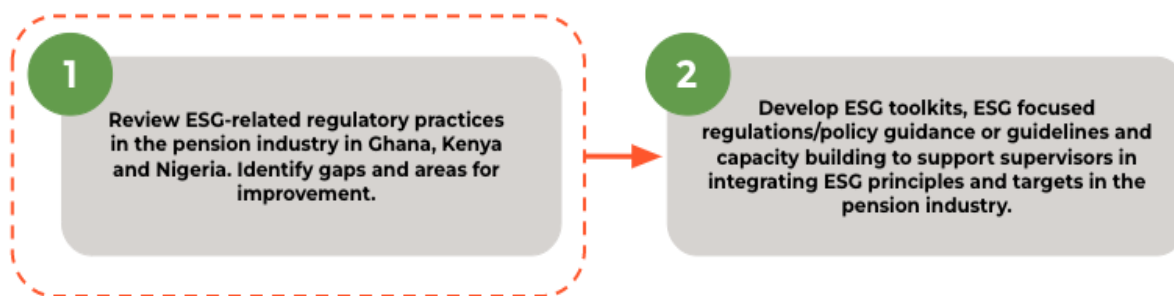 1
Review ESG-related regulatory practices
in the pension industry in Ghana, Kenya
and Nigeria. Identify gaps and areas for
improvement.
2
Develop ESG toolkits, ESG focused
regulations/policy guidance or guidelines and
capacity building to support supervisors in
integrating ESG principles and targets in the
pension industry.